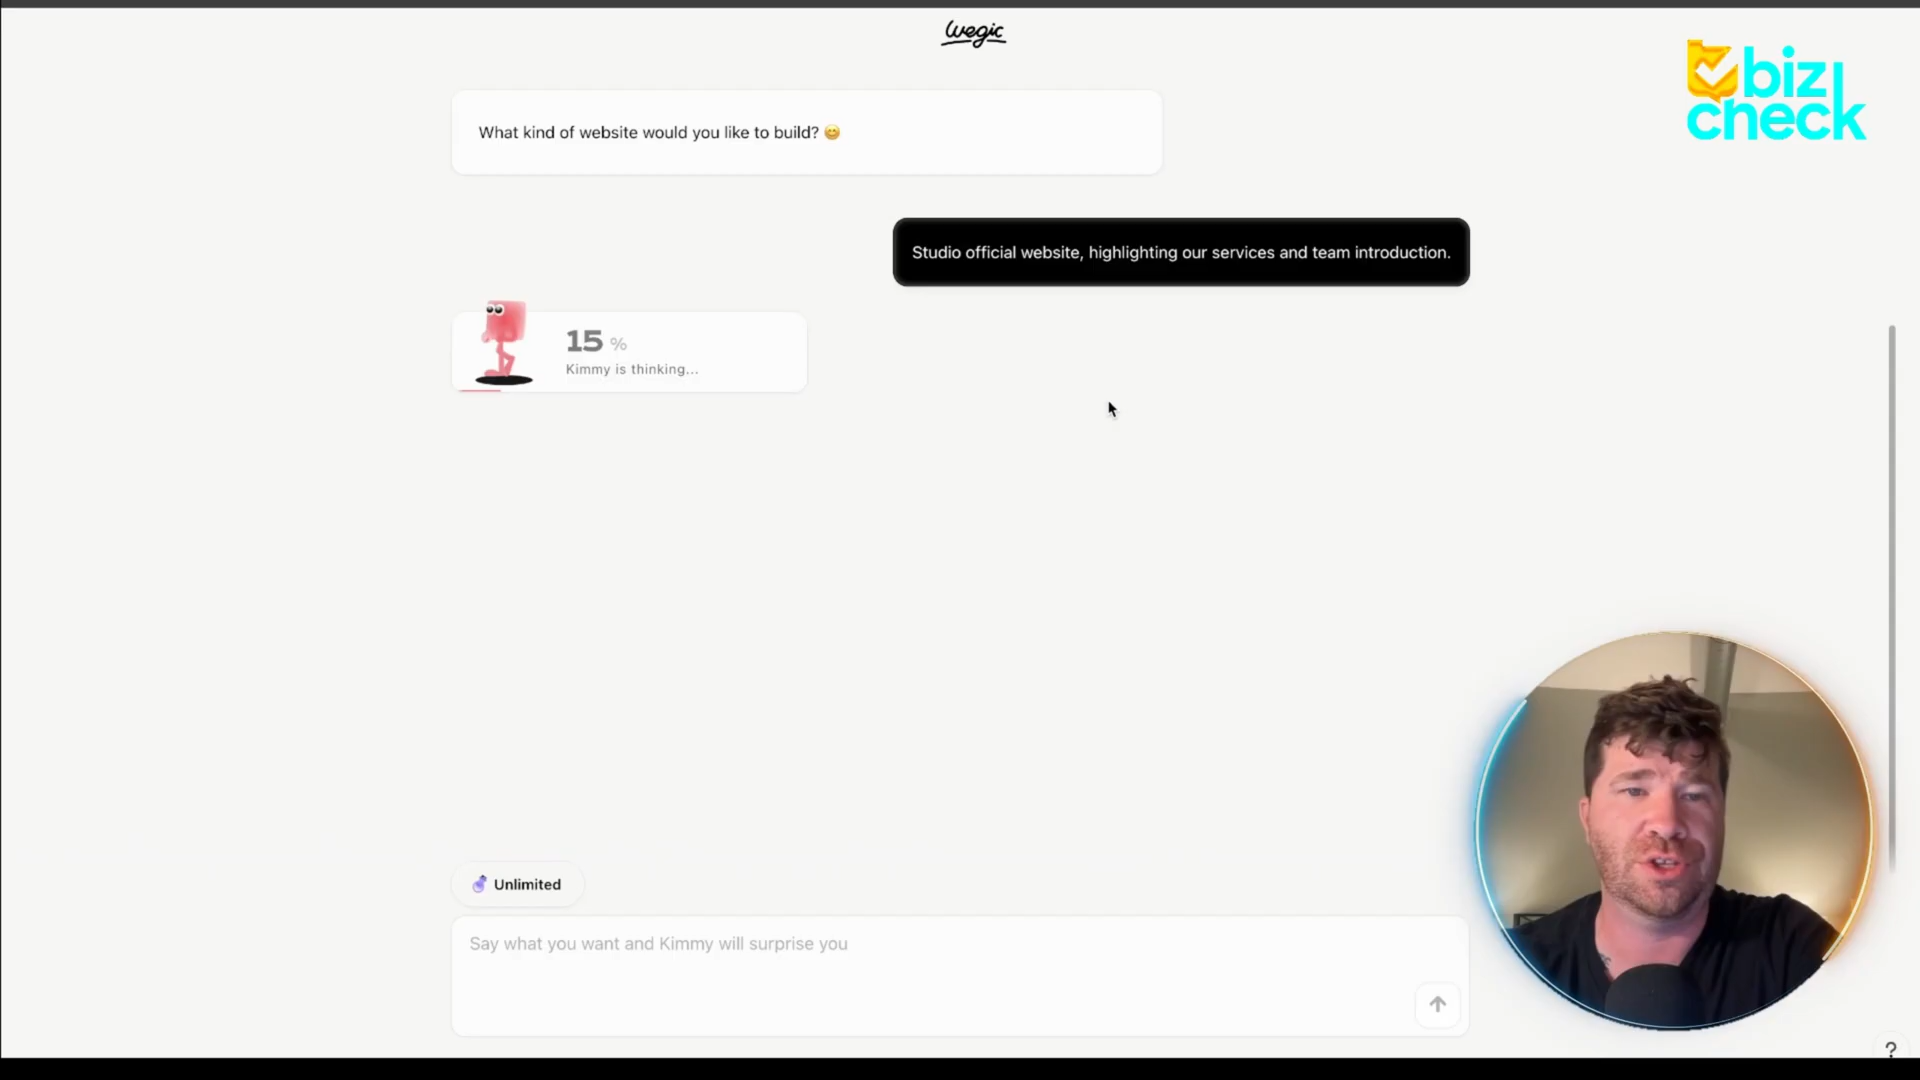 wegic
biz
check
What kind of website would you like to build? 😊
Studio official website, highlighting our services and team introduction.
15 %
Kimmy is thinking...
Unlimited
Say what you want and Kimmy will surprise you
?